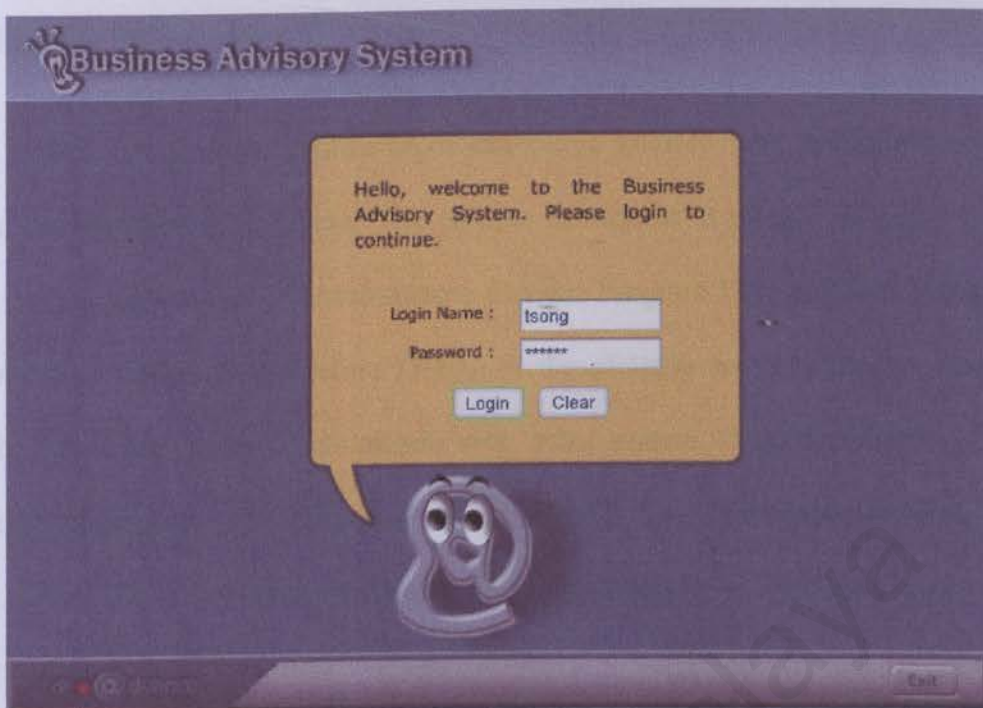 Business Advisory System
Hello, welcome to the Business
Advisory System. Please login to
continue.
Login Name : tsong
Password : ******
Login Clear
Exit